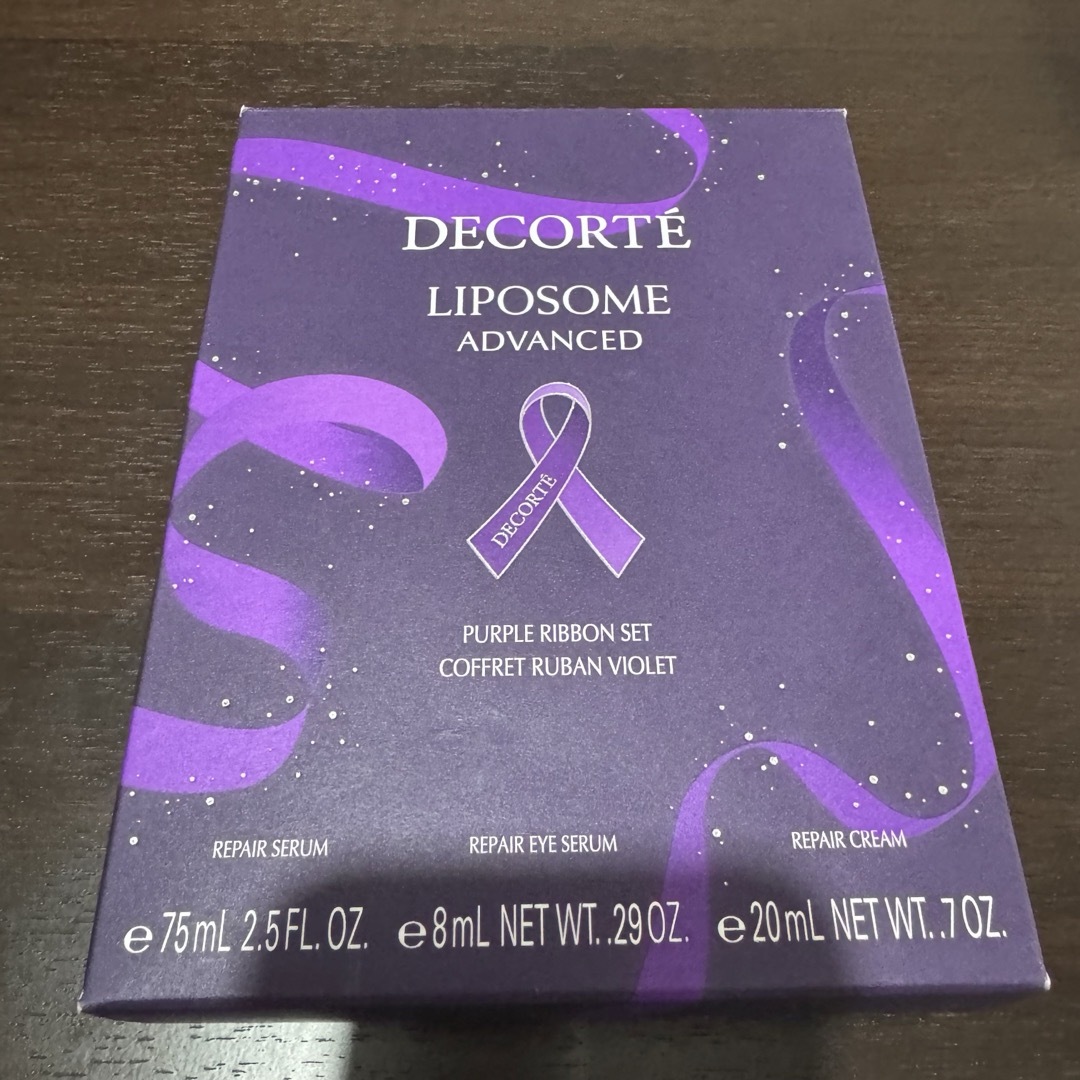 DECORTÉ
LIPOSOME
ADVANCED
DECORTÉ
PURPLE RIBBON SET
COFFRET RUBAN VIOLET
REPAIR SERUM REPAIR EYE SERUM REPAIR CREAM
℮75mL 2.5 FL. OZ. ℮8mL NET WT. .29 OZ. ℮20mL NET WT. .7 OZ.